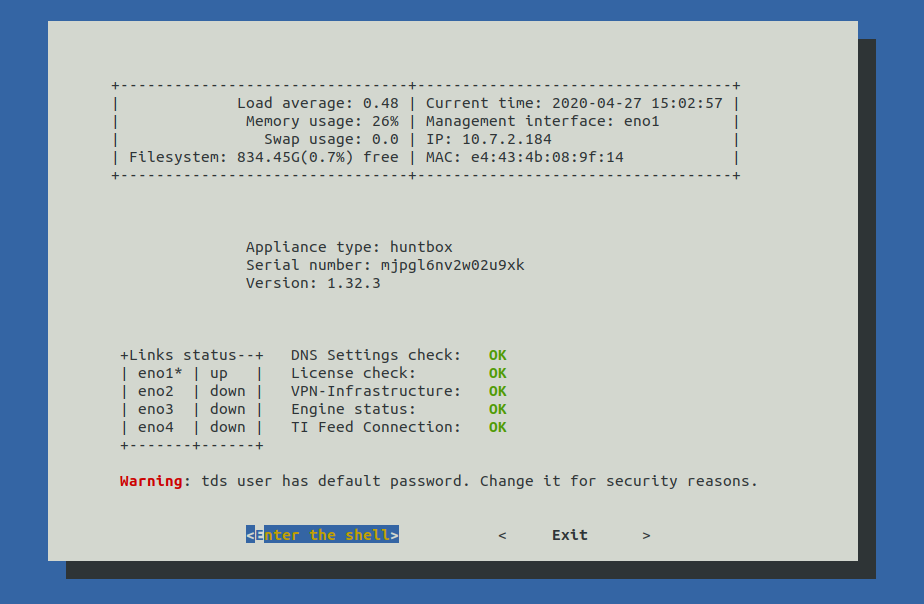 +--------------------------------+-----------------------------------+
|             Load average: 0.48 | Current time: 2020-04-27 15:02:57 |
|              Memory usage: 26% | Management interface: eno1        |
|                Swap usage: 0.0 | IP: 10.7.2.184                    |
| Filesystem: 834.45G(0.7%) free | MAC: e4:43:4b:08:9f:14            |
+--------------------------------+-----------------------------------+
Appliance type: huntbox
Serial number: mjpgl6nv2w02u9xk
Version: 1.32.3
+Links status--+   DNS Settings check:   OK
| eno1* | up   |   License check:        OK
| eno2  | down |   VPN-Infrastructure:   OK
| eno3  | down |   Engine status:        OK
| eno4  | down |   TI Feed Connection:   OK
+-------+------+
Warning: tds user has default password. Change it for security reasons.
<Enter the shell>           <     Exit      >